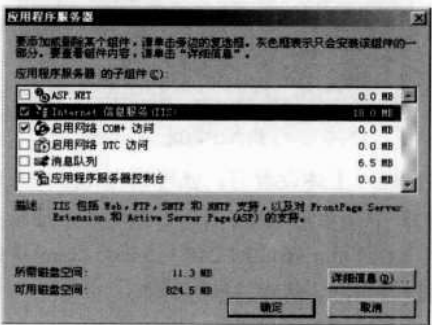 应用程序服务器
要添加或删除某个组件，请单击旁边的复选框。灰色框表示只会安装该组件的一
部分。要查看组件内容，请单击“详细信息”。
应用程序服务器 的子组件(C):
ASP.NET 0.0 MB
Internet 信息服务(IIS) 18.0 MB
启用网络 COM+ 访问 0.0 MB
启用网络 DTC 访问 0.0 MB
消息队列 6.5 MB
应用程序服务器控制台 0.0 MB
描述: IIS 包括 Web, FTP, SMTP 和 NNTP 支持，以及对 FrontPage Server
Extension 和 Active Server Page(ASP) 的支持。
所需磁盘空间: 11.3 MB
可用磁盘空间: 824.5 MB
详细信息(D)...
确定
取消